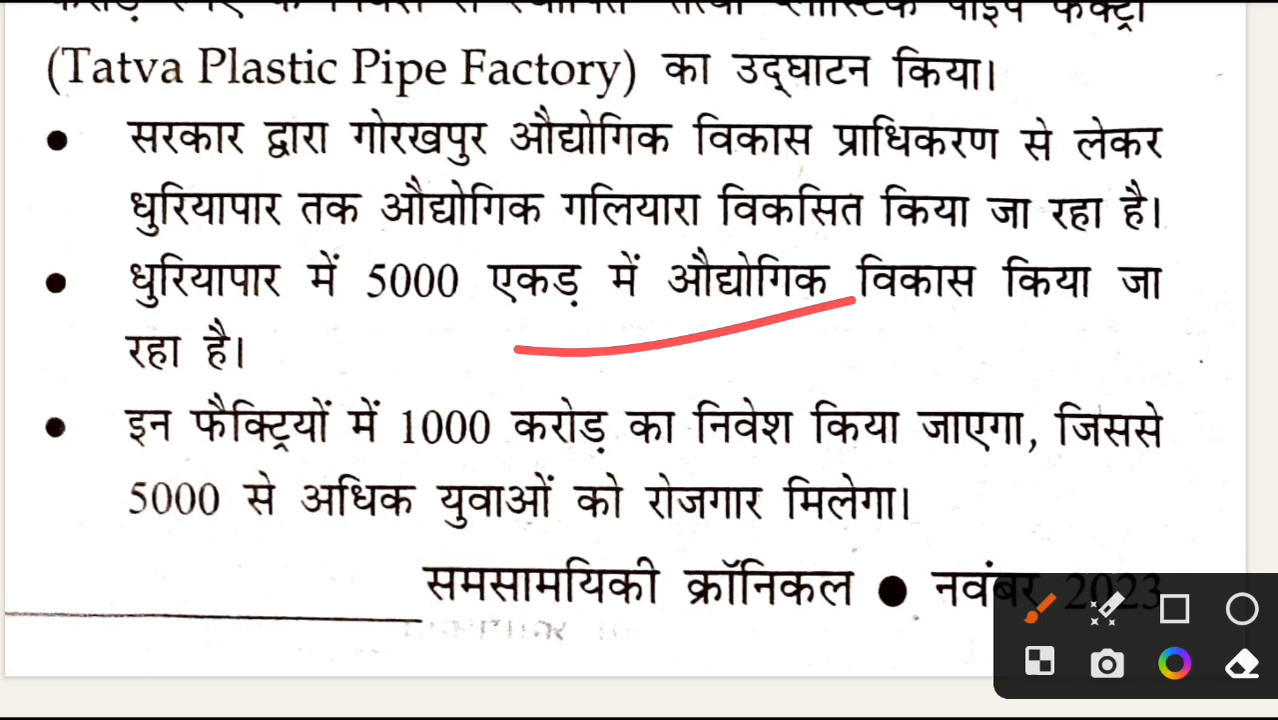 (Tatva Plastic Pipe Factory) का उद्घाटन किया।
• सरकार द्वारा गोरखपुर औद्योगिक विकास प्राधिकरण से लेकर
धुरियापार तक औद्योगिक गलियारा विकसित किया जा रहा है।
• धुरियापार में 5000 एकड़ में औद्योगिक विकास किया जा
रहा है।
• इन फैक्ट्रियों में 1000 करोड़ का निवेश किया जाएगा, जिससे
5000 से अधिक युवाओं को रोजगार मिलेगा।
समसामयिकी क्रॉनिकल ● नवंबर 2023